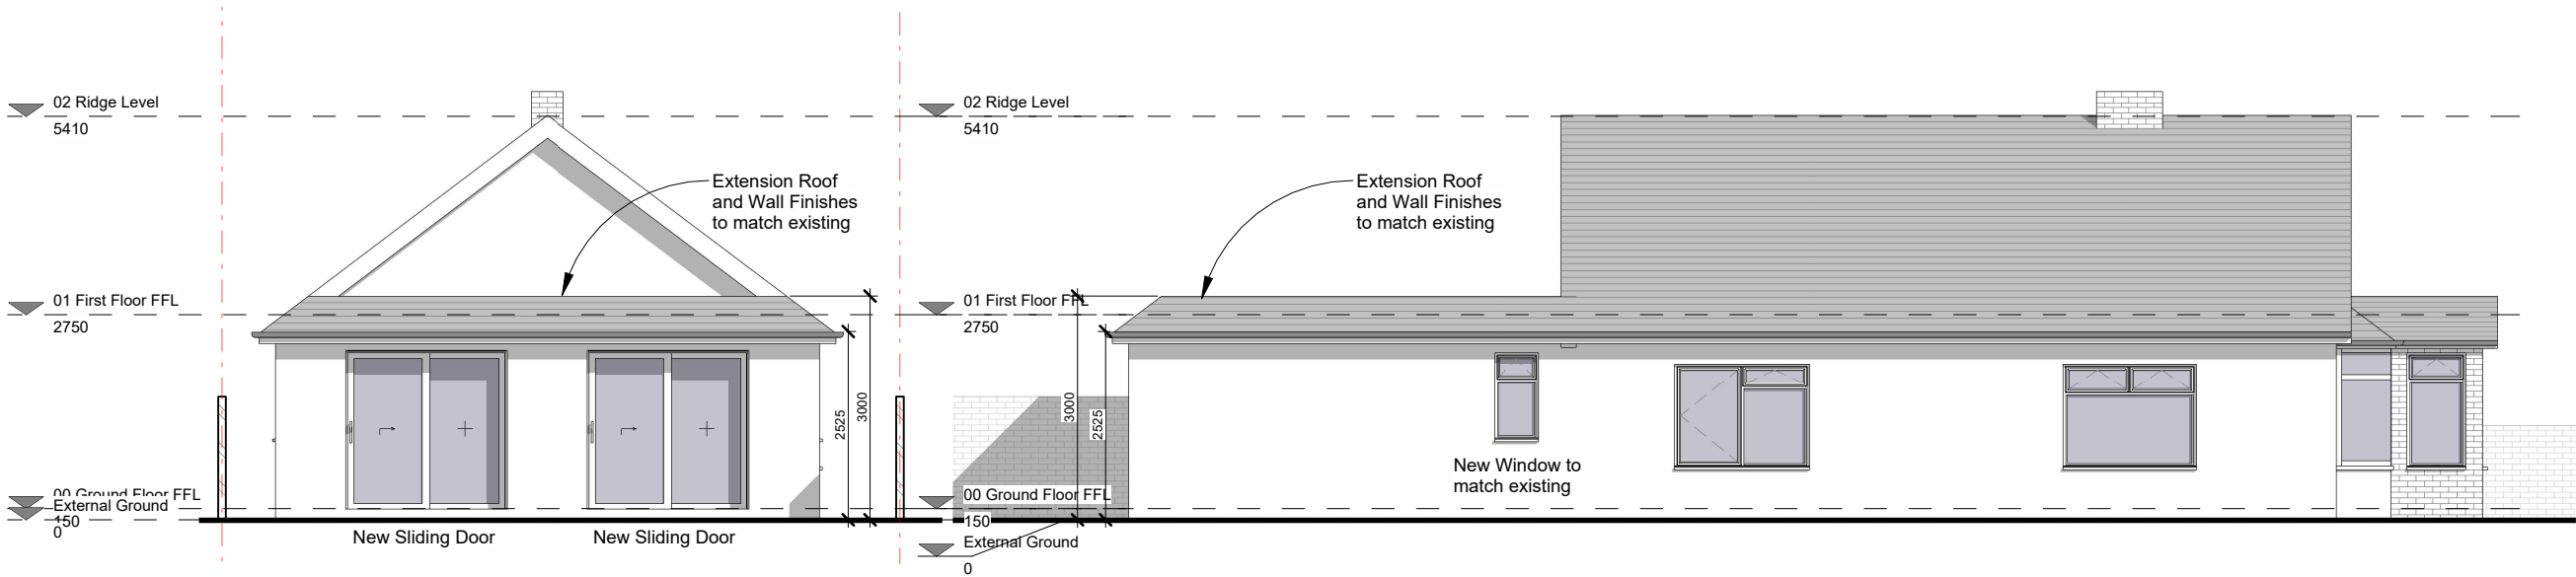 02 Ridge Level
5410
Extension Roof
and Wall Finishes
to match existing
01 First Floor FFL
2750
2525
3000
00 Ground Floor FFL
External Ground
150
0
New Sliding Door
New Sliding Door
02 Ridge Level
5410
Extension Roof
and Wall Finishes
to match existing
01 First Floor FFL
2750
3000
2525
New Window to
match existing
00 Ground Floor FFL
150
External Ground
0